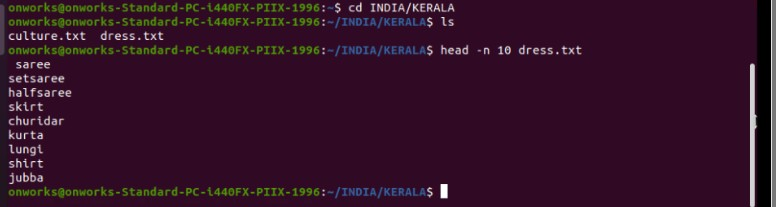 onworks@onworks-Standard-PC-i440FX-PIIX-1996:~$ cd INDIA/KERALA
onworks@onworks-Standard-PC-i440FX-PIIX-1996:~/INDIA/KERALA$ ls
culture.txt  dress.txt
onworks@onworks-Standard-PC-i440FX-PIIX-1996:~/INDIA/KERALA$ head -n 10 dress.txt
 saree
setsaree
halfsaree
skirt
churidar
kurta
lungi
shirt
jubba
onworks@onworks-Standard-PC-i440FX-PIIX-1996:~/INDIA/KERALA$